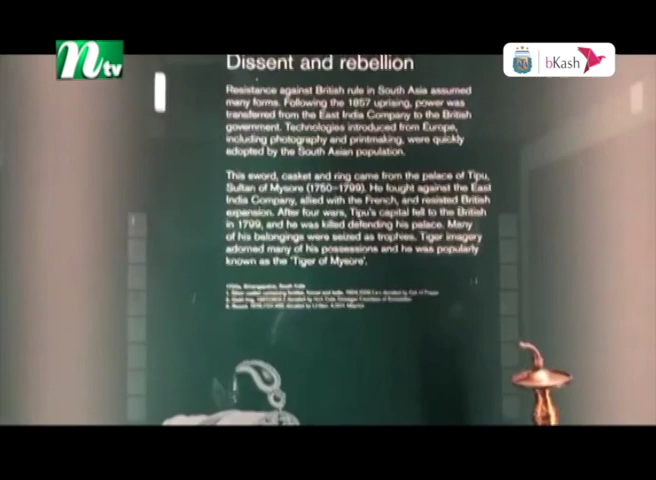 ntv
bKash
Dissent and rebellion
Resistance against British rule in South Asia assumed
many forms. Following the 1857 uprising, power was
transferred from the East India Company to the British
government. Technologies introduced from Europe,
including photography and printmaking, were quickly
adopted by the South Asian population.
This sword, casket and ring came from the palace of Tipu,
Sultan of Mysore (1750–1799). He fought against the East
India Company, allied with the French, and resisted British
expansion. After four wars, Tipu's capital fell to the British
in 1799, and he was killed defending his palace. Many
of his belongings were seized as trophies. Tiger imagery
adorned many of his possessions and he was popularly
known as the 'Tiger of Mysore'.